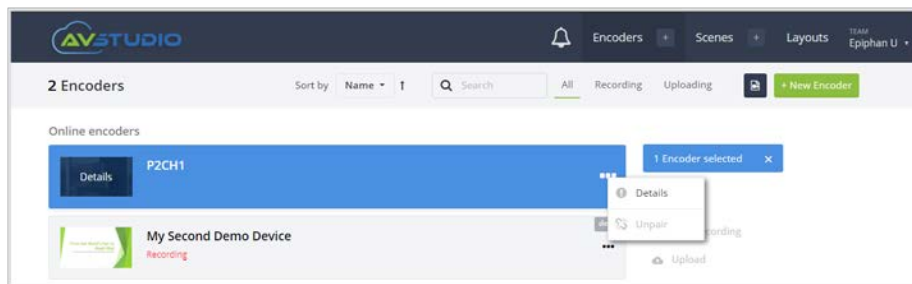 AVSTUDIO
Encoders + Scenes + Layouts TEAM Epiphan U
2 Encoders Sort by Name Search All Recording Uploading + New Encoder
Online encoders
Details P2CH1 1 Encoder selected ×
Details
Unpair
My Second Demo Device
Recording
Upload